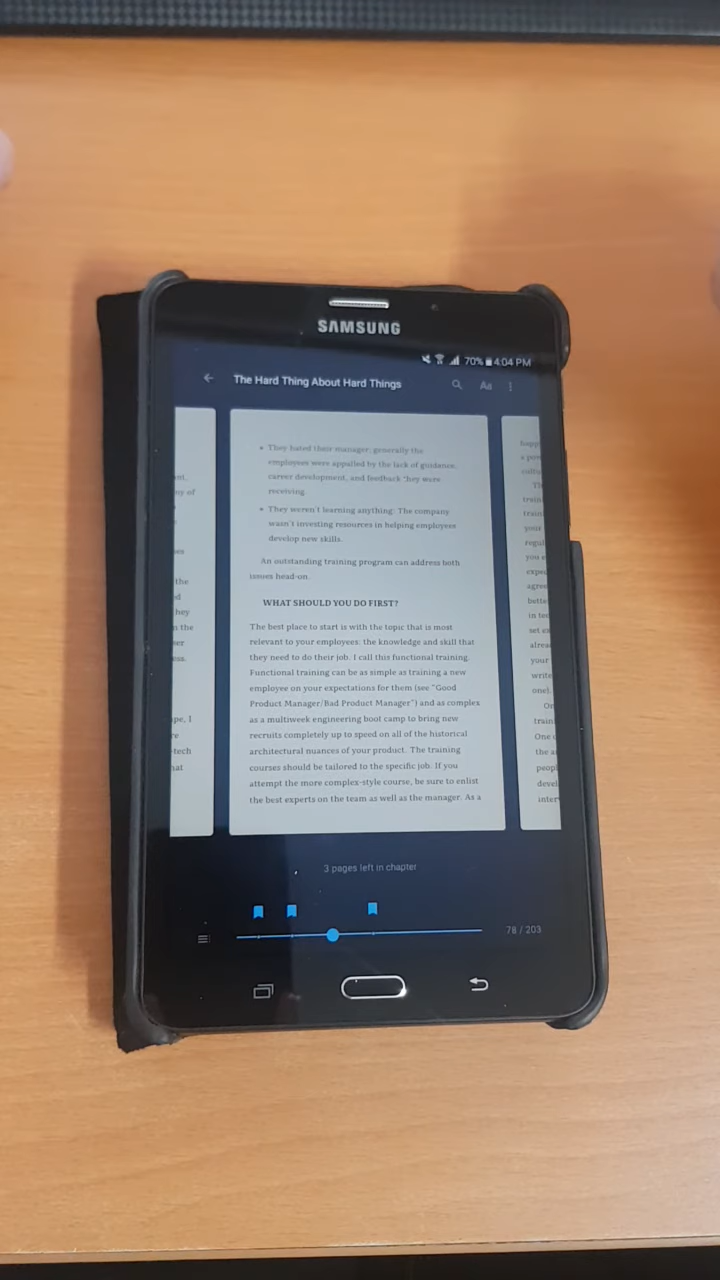 SAMSUNG
70% 4:04 PM
The Hard Thing About Hard Things
Aa
• They hated their manager; generally the
employees were appalled by the lack of guidance,
career development, and feedback they were
receiving.
• They weren't learning anything: The company
wasn't investing resources in helping employees
develop new skills.
An outstanding training program can address both
issues head-on.
WHAT SHOULD YOU DO FIRST?
The best place to start is with the topic that is most
relevant to your employees: the knowledge and skill that
they need to do their job. I call this functional training.
Functional training can be as simple as training a new
employee on your expectations for them (see "Good
Product Manager/Bad Product Manager") and as complex
as a multiweek engineering boot camp to bring new
recruits completely up to speed on all of the historical
architectural nuances of your product. The training
courses should be tailored to the specific job. If you
attempt the more complex-style course, be sure to enlist
the best experts on the team as well as the manager. As a
3 pages left in chapter
78 / 203